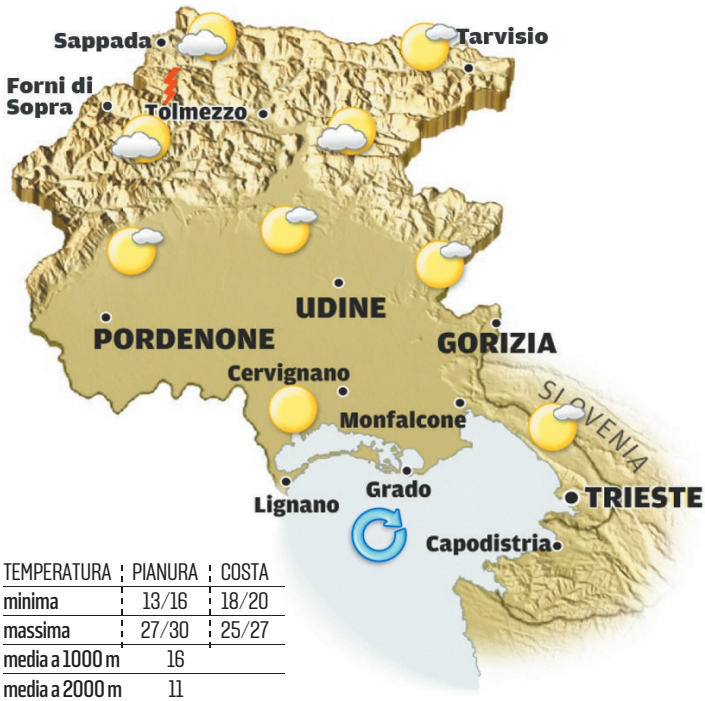 Sappada
Tarvisio
Forni di
Sopra
Tolmezzo
UDINE
PORDENONE
GORIZIA
Cervignano
SLOVENIA
Monfalcone
Grado
Lignano
TRIESTE
Capodistria
TEMPERATURA PIANURA COSTA
minima 13/16 18/20
massima 27/30 25/27
media a 1000 m 16
media a 2000 m 11